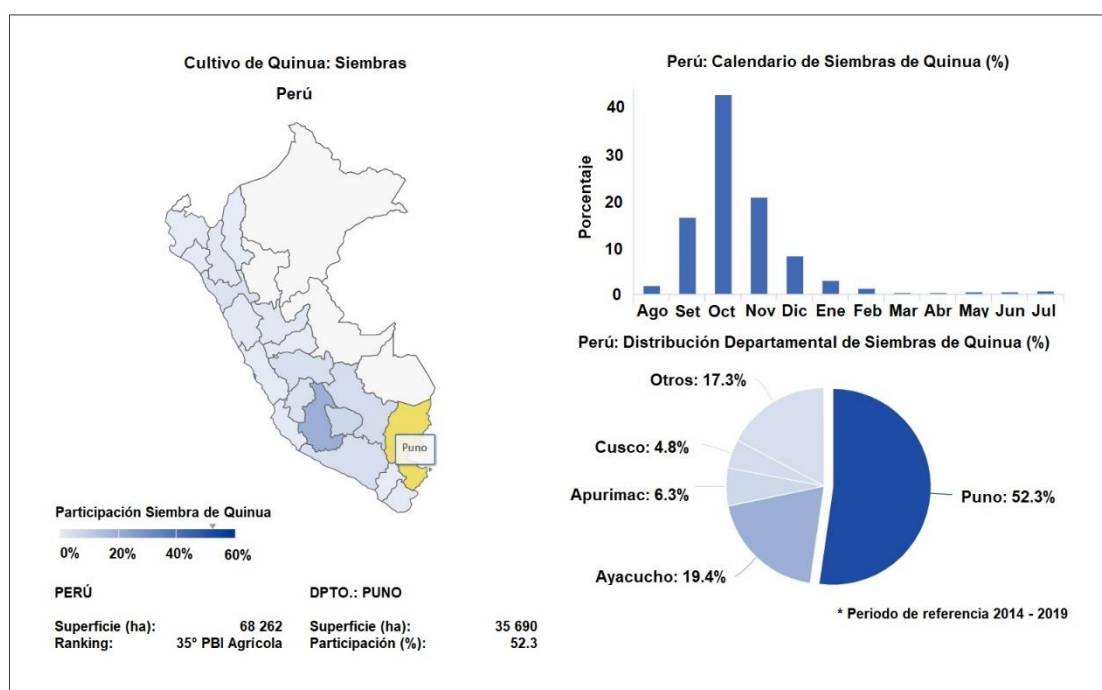 Cultivo de Quinua: Siembras
Perú
Puno
Participación Siembra de Quinua
0% 20% 40% 60%
PERÚ
Superficie (ha): 68 262
Ranking: 35° PBI Agrícola
DPTO.: PUNO
Superficie (ha): 35 690
Participación (%): 52.3
Perú: Calendario de Siembras de Quinua (%)
Porcentaje
40
30
20
10
0
Ago Set Oct Nov Dic Ene Feb Mar Abr May Jun Jul
Perú: Distribución Departamental de Siembras de Quinua (%)
Otros: 17.3%
Cusco: 4.8%
Apurimac: 6.3%
Puno: 52.3%
Ayacucho: 19.4%
* Periodo de referencia 2014 - 2019